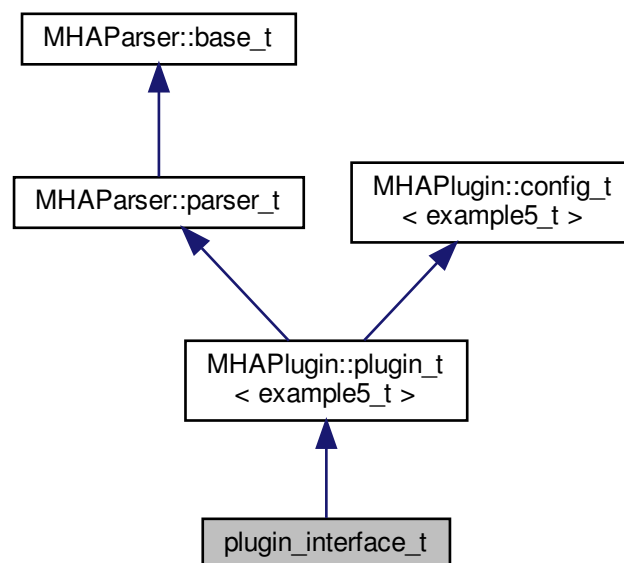 MHAParser::base_t
MHAParser::parser_t
MHAPlugin::config_t
< example5_t >
MHAPlugin::plugin_t
< example5_t >
plugin_interface_t